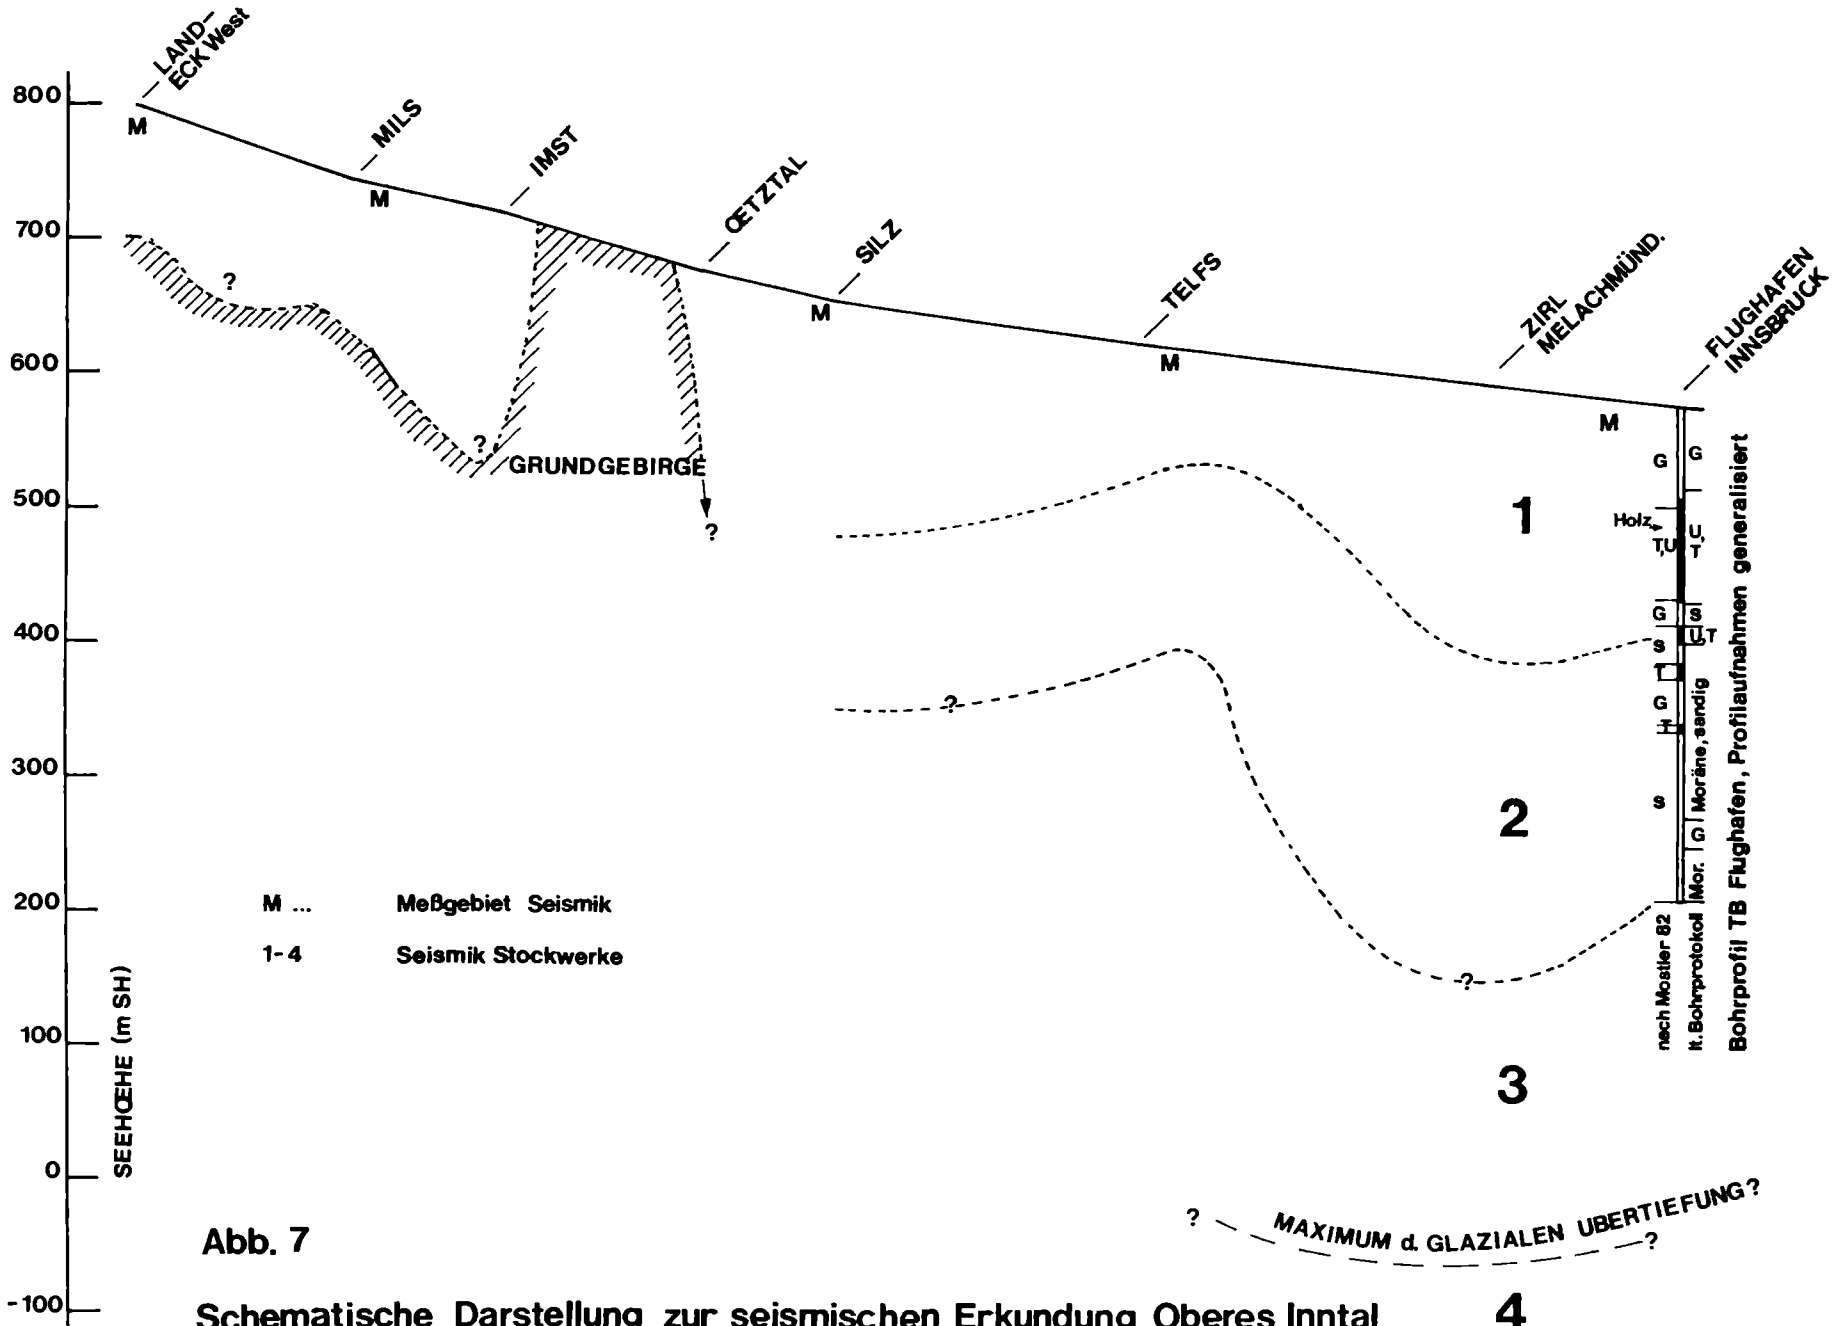 LAND-
ECK West
MILS
IMST
ŒTZTAL
SILZ
TELFS
ZIRL
MELACHMÜND.
FLUGHAFEN
INNSBRUCK
800
700
600
500
400
300
200
100
0
-100
SEEHŒHE (m SH)
M
M
M
M
M
?
?
GRUNDGEBIRGE
?
?
?
1
2
3
4
G
Holz
T,U
G
S
T
G
T
S
G
U,
T
S
U,T
Moräne, sandig
G
Mor.
nach Mostler 82
lt. Bohrprotokoll
Bohrprofil TB Flughafen, Profilaufnahmen generalisiert
M ... Meßgebiet Seismik
1-4 Seismik Stockwerke
? MAXIMUM d. GLAZIALEN UBERTIEFUNG?
?
Abb. 7
Schematische Darstellung zur seismischen Erkundung Oberes Inntal